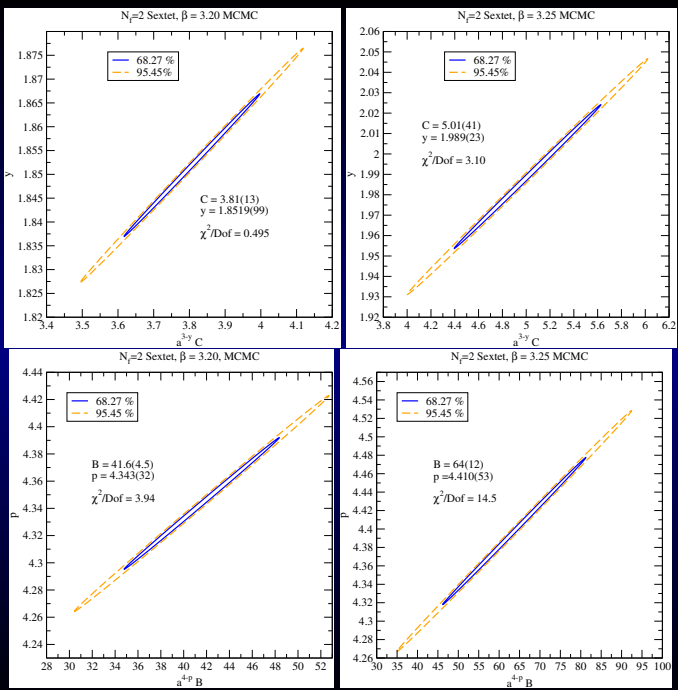 N_f=2 Sextet, β = 3.20 MCMC
68.27 %
95.45%
C = 3.81(13)
y = 1.8519(99)
χ^2/Dof = 0.495
y
1.875
1.87
1.865
1.86
1.855
1.85
1.845
1.84
1.835
1.83
1.825
1.82
3.4 3.5 3.6 3.7 3.8 3.9 4 4.1 4.2
a^{3-y} C
N_f=2 Sextet, β = 3.25 MCMC
68.27 %
95.45 %
C = 5.01(41)
y = 1.989(23)
χ^2/Dof = 3.10
y
2.06
2.05
2.04
2.03
2.02
2.01
2
1.99
1.98
1.97
1.96
1.95
1.94
1.93
1.92
3.8 4 4.2 4.4 4.6 4.8 5 5.2 5.4 5.6 5.8 6 6.2
a^{3-y} C
N_f=2 Sextet, β = 3.20, MCMC
68.27 %
95.45 %
B = 41.6(4.5)
p = 4.343(32)
χ^2/Dof = 3.94
p
4.44
4.42
4.4
4.38
4.36
4.34
4.32
4.3
4.28
4.26
4.24
28 30 32 34 36 38 40 42 44 46 48 50 52
a^{4-p} B
N_f=2 Sextet, β = 3.25 MCMC
68.27 %
95.45 %
B = 64(12)
p =4.410(53)
χ^2/Dof = 14.5
p
4.56
4.54
4.52
4.5
4.48
4.46
4.44
4.42
4.4
4.38
4.36
4.34
4.32
4.3
4.28
4.26
30 35 40 45 50 55 60 65 70 75 80 85 90 95 100
a^{4-p} B